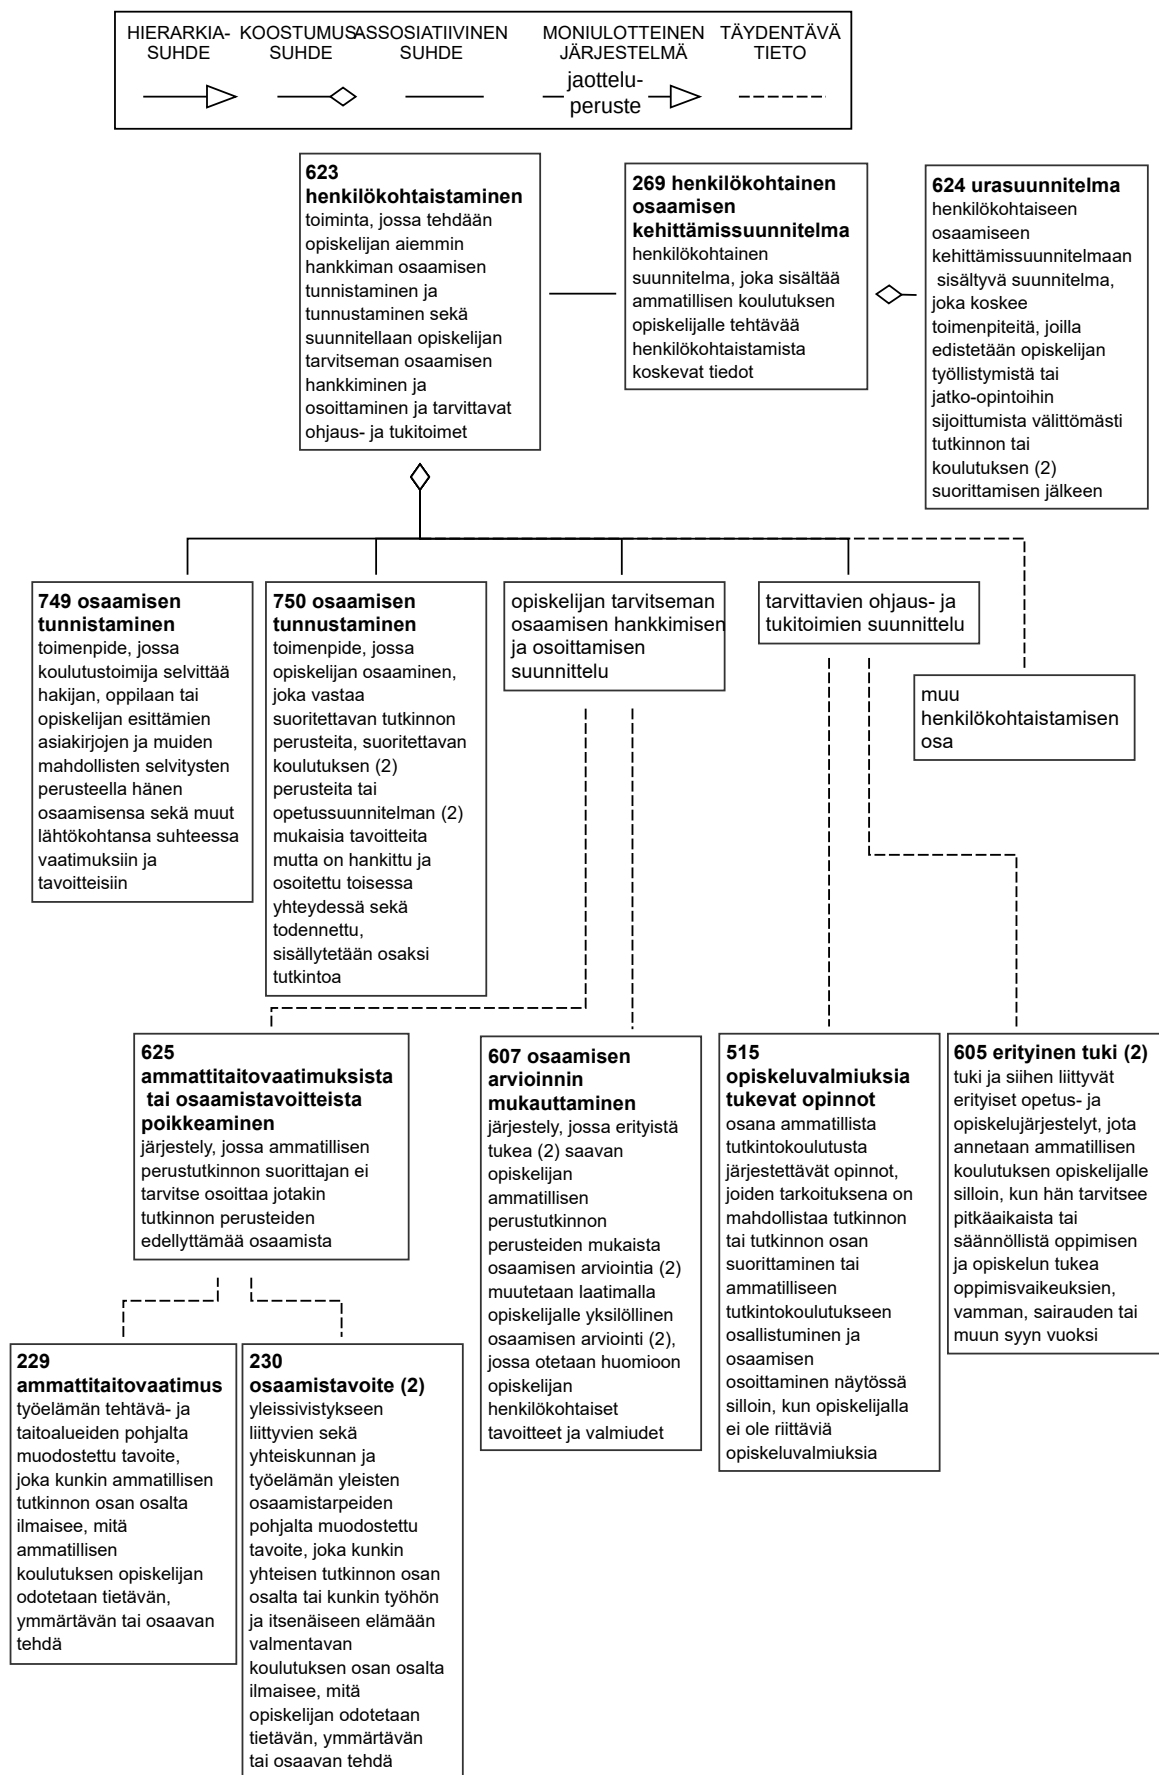 HIERARKIA-
SUHDE
KOOSTUMUS-
SUHDE
ASSOSIATIIVINEN
SUHDE
MONIULOTTEINEN
JÄRJESTELMÄ
TÄYDENTÄVÄ
TIETO
jaottelu-
peruste
623
henkilökohtaistaminen
toiminta, jossa tehdään
opiskelijan aiemmin
hankkiman osaamisen
tunnistaminen ja
tunnustaminen sekä
suunnitellaan opiskelijan
tarvitseman osaamisen
hankkiminen ja
osoittaminen ja tarvittavat
ohjaus- ja tukitoimet
269 henkilökohtainen
osaamisen
kehittämissuunnitelma
henkilökohtainen
suunnitelma, joka sisältää
ammatillisen koulutuksen
opiskelijalle tehtävää
henkilökohtaistamista
koskevat tiedot
624 urasuunnitelma
henkilökohtaiseen
osaamiseen
kehittämissuunnitelmaan
sisältyvä suunnitelma,
joka koskee
toimenpiteitä, joilla
edistetään opiskelijan
työllistymistä tai
jatko-opintoihin
sijoittumista välittömästi
tutkinnon tai
koulutuksen (2)
suorittamisen jälkeen
749 osaamisen
tunnistaminen
toimenpide, jossa
koulutustoimija selvittää
hakijan, oppilaan tai
opiskelijan esittämien
asiakirjojen ja muiden
mahdollisten selvitysten
perusteella hänen
osaamisensa sekä muut
lähtökohtansa suhteessa
vaatimuksiin ja
tavoitteisiin
750 osaamisen
tunnustaminen
toimenpide, jossa
opiskelijan osaaminen,
joka vastaa
suoritettavan tutkinnon
perusteita, suoritettavan
koulutuksen (2)
perusteita tai
opetussuunnitelman (2)
mukaisia tavoitteita
mutta on hankittu ja
osoitettu toisessa
yhteydessä sekä
todennettu,
sisällytetään osaksi
tutkintoa
opiskelijan tarvitseman
osaamisen hankkimisen
ja osoittamisen
suunnittelu
tarvittavien ohjaus- ja
tukitoimien suunnittelu
muu
henkilökohtaistamisen
osa
625
ammattitaitovaatimuksista
tai osaamistavoitteista
poikkeaminen
järjestely, jossa ammatillisen
perustutkinnon suorittajan ei
tarvitse osoittaa jotakin
tutkinnon perusteiden
edellyttämää osaamista
607 osaamisen
arvioinnin
mukauttaminen
järjestely, jossa erityistä
tukea (2) saavan
opiskelijan
ammatillisen
perustutkinnon
perusteiden mukaista
osaamisen arviointia (2)
muutetaan laatimalla
opiskelijalle yksilöllinen
osaamisen arviointi (2),
jossa otetaan huomioon
opiskelijan
henkilökohtaiset
tavoitteet ja valmiudet
515
opiskeluvalmiuksia
tukevat opinnot
osana ammatillista
tutkintokoulutusta
järjestettävät opinnot,
joiden tarkoituksena on
mahdollistaa tutkinnon
tai tutkinnon osan
suorittaminen tai
ammatilliseen
tutkintokoulutukseen
osallistuminen ja
osaamisen
osoittaminen näytössä
silloin, kun opiskelijalla
ei ole riittäviä
opiskeluvalmiuksia
605 erityinen tuki (2)
tuki ja siihen liittyvät
erityiset opetus- ja
opiskelujärjestelyt, jota
annetaan ammatillisen
koulutuksen opiskelijalle
silloin, kun hän tarvitsee
pitkäaikaista tai
säännöllistä oppimisen
ja opiskelun tukea
oppimisvaikeuksien,
vamman, sairauden tai
muun syyn vuoksi
229
ammattitaitovaatimus
työelämän tehtävä- ja
taitoalueiden pohjalta
muodostettu tavoite,
joka kunkin ammatillisen
tutkinnon osan osalta
ilmaisee, mitä
ammatillisen
koulutuksen opiskelijan
odotetaan tietävän,
ymmärtävän tai osaavan
tehdä
230
osaamistavoite (2)
yleissivistykseen
liittyvien sekä
yhteiskunnan ja
työelämän yleisten
osaamistarpeiden
pohjalta muodostettu
tavoite, joka kunkin
yhteisen tutkinnon osan
osalta tai kunkin työhön
ja itsenäiseen elämään
valmentavan
koulutuksen osan osalta
ilmaisee, mitä
opiskelijan odotetaan
tietävän, ymmärtävän
tai osaavan tehdä